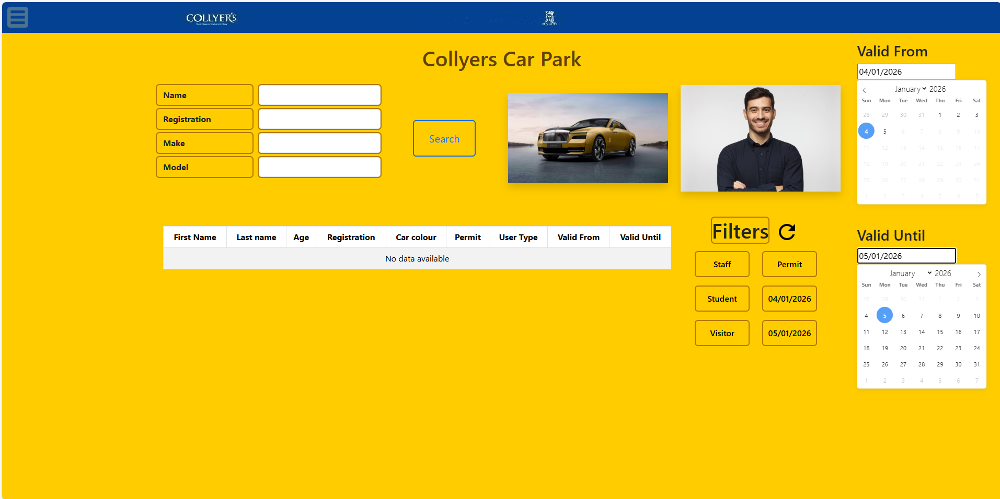 COLLYER'S
The College of Richard Collyer
Collyers Car Park
Name
Registration
Make
Model
Search
Valid From
04/01/2026
January 2026
Sun Mon Tue Wed Thu Fri Sat
28 29 30 31 1 2 3
4 5 6 7 8 9 10
11 12 13 14 15 16 17
18 19 20 21 22 23 24
25 26 27 28 29 30 31
1 2 3 4 5 6 7
First Name Last name Age Registration Car colour Permit User Type Valid From Valid Until
No data available
Filters
Staff Permit
Student 04/01/2026
Visitor 05/01/2026
Valid Until
05/01/2026
January 2026
Sun Mon Tue Wed Thu Fri Sat
28 29 30 31 1 2 3
4 5 6 7 8 9 10
11 12 13 14 15 16 17
18 19 20 21 22 23 24
25 26 27 28 29 30 31
1 2 3 4 5 6 7